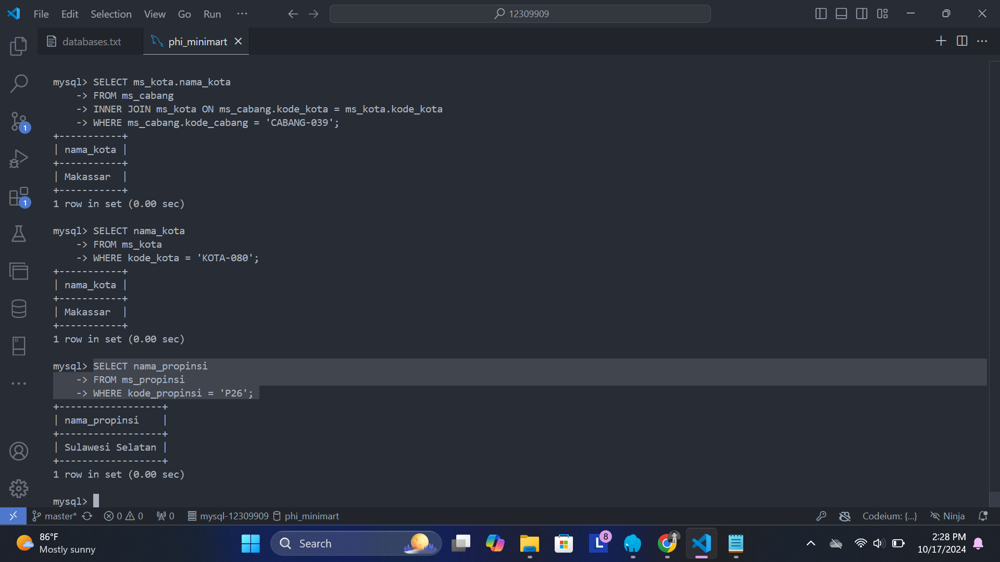 File Edit Selection View Go Run ··· 12309909
databases.txt phi_minimart
mysql> SELECT ms_kota.nama_kota
    -> FROM ms_cabang
    -> INNER JOIN ms_kota ON ms_cabang.kode_kota = ms_kota.kode_kota
    -> WHERE ms_cabang.kode_cabang = 'CABANG-039';
+-----------+
| nama_kota |
+-----------+
| Makassar  |
+-----------+
1 row in set (0.00 sec)
mysql> SELECT nama_kota
    -> FROM ms_kota
    -> WHERE kode_kota = 'KOTA-080';
+-----------+
| nama_kota |
+-----------+
| Makassar  |
+-----------+
1 row in set (0.00 sec)
mysql> SELECT nama_propinsi
    -> FROM ms_propinsi
    -> WHERE kode_propinsi = 'P26';
+------------------+
| nama_propinsi    |
+------------------+
| Sulawesi Selatan |
+------------------+
1 row in set (0.00 sec)
mysql>
1
1
master* 0 0 0 mysql-12309909 phi_minimart Codeium: {...} Ninja
86°F
Mostly sunny
Search
L 8
2:28 PM
10/17/2024